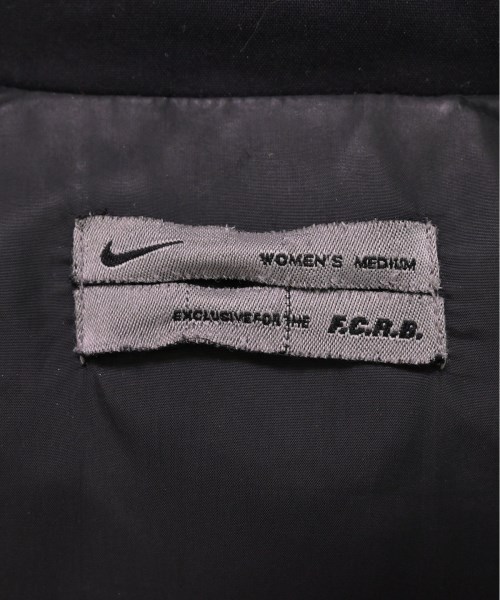 WOMEN'S MEDIUM
EXCLUSIVE FOR THE F.C.R.B.